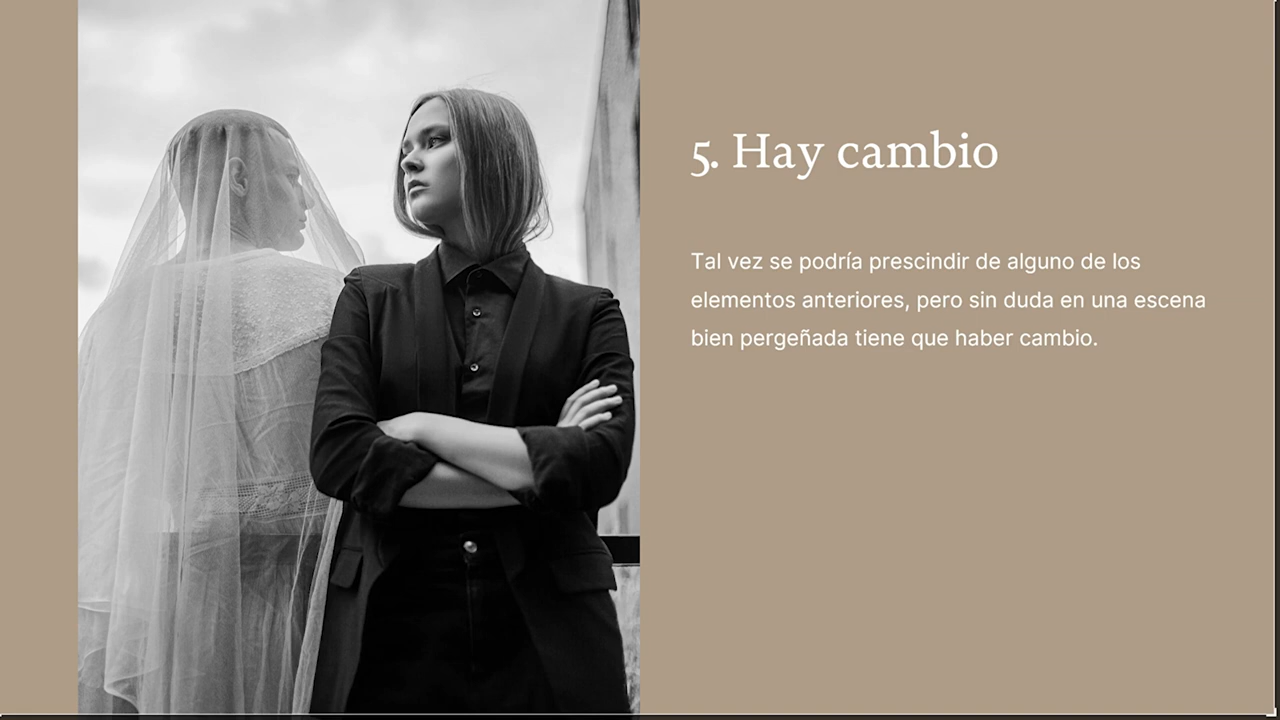 5. Hay cambio
Tal vez se podría prescindir de alguno de los
elementos anteriores, pero sin duda en una escena
bien pergeñada tiene que haber cambio.